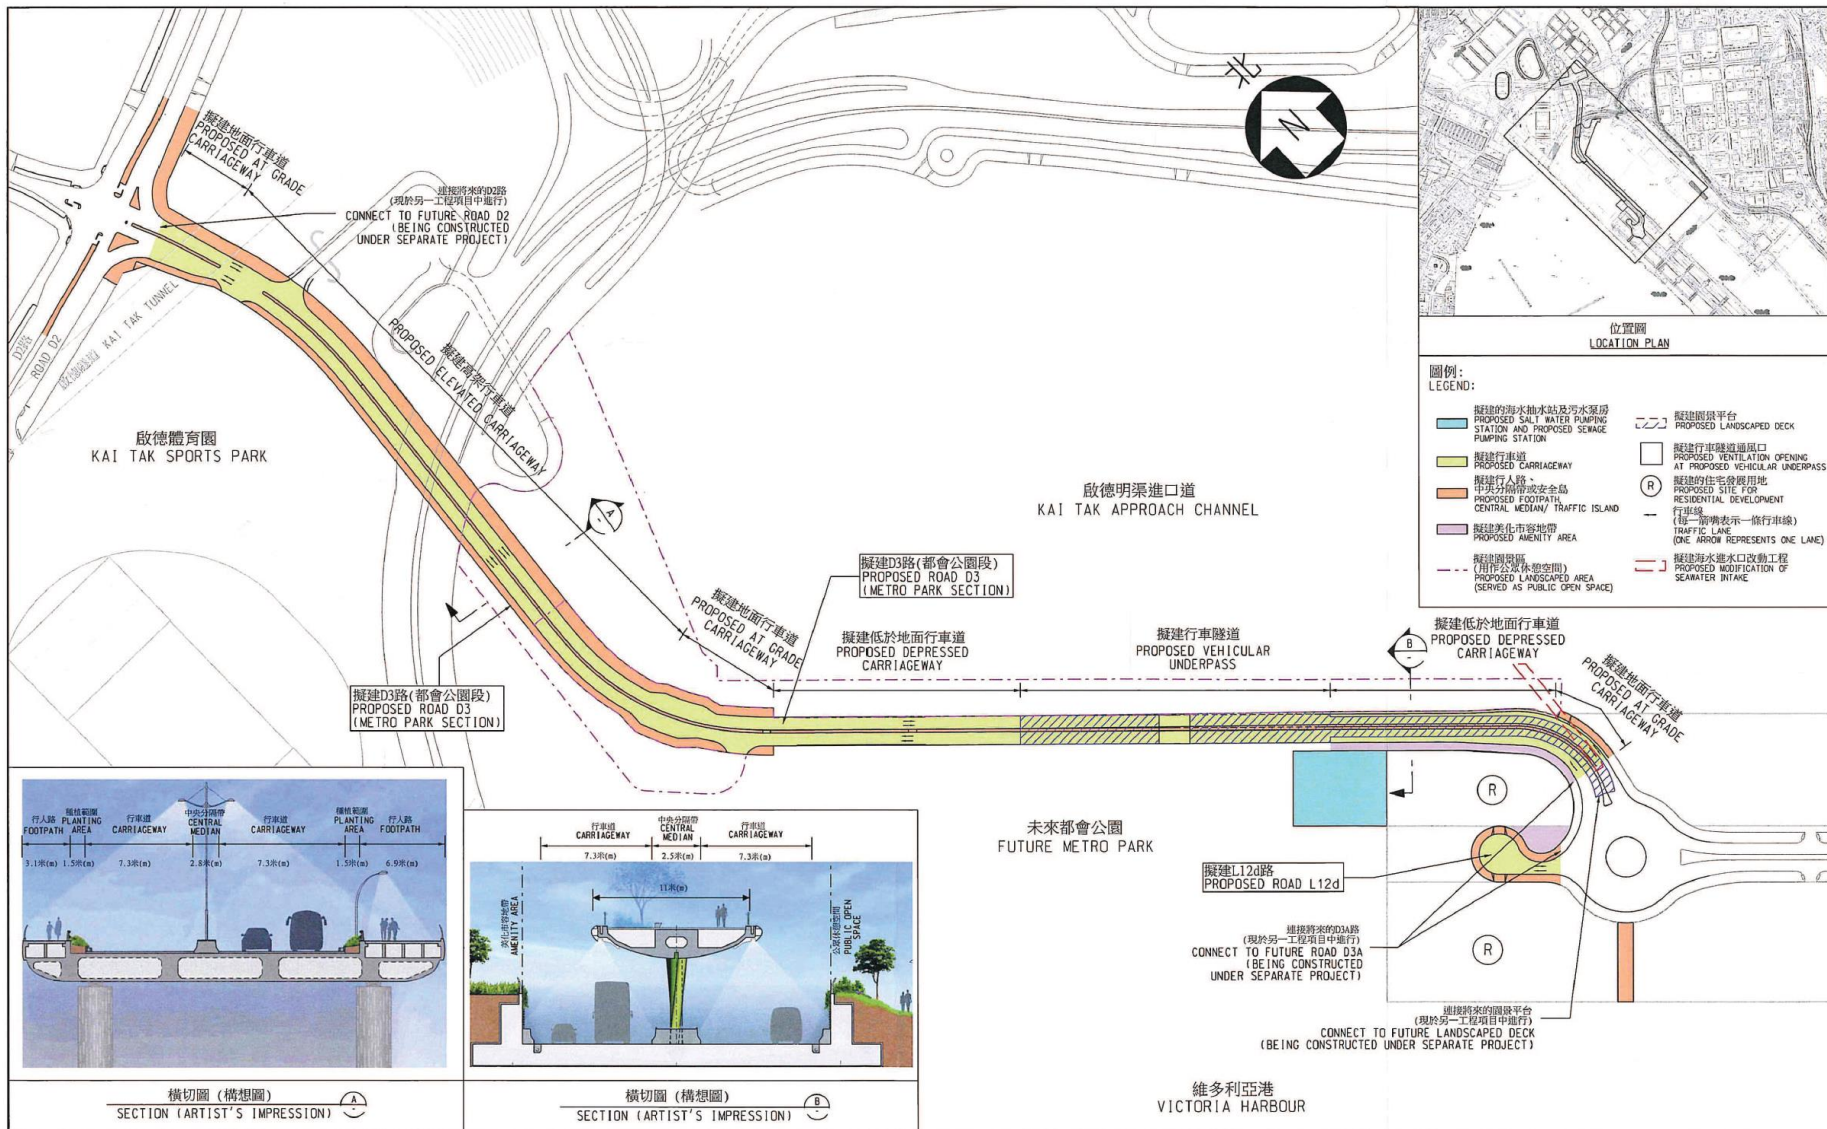 擬建地面行車道
PROPOSED AT GRADE
CARRIAGEWAY
連接將來的D2路
(現於另一工程項目中進行)
CONNECT TO FUTURE ROAD D2
(BEING CONSTRUCTED
UNDER SEPARATE PROJECT)
北
N
D2路
ROAD D2
啟德隧道 KAI TAK TUNNEL
啟德體育園
KAI TAK SPORTS PARK
擬建高架行車道
PROPOSED ELEVATED CARRIAGEWAY
A
啟德明渠進口道
KAI TAK APPROACH CHANNEL
擬建D3路(都會公園段)
PROPOSED ROAD D3
(METRO PARK SECTION)
擬建D3路(都會公園段)
PROPOSED ROAD D3
(METRO PARK SECTION)
擬建地面行車道
PROPOSED AT GRADE
CARRIAGEWAY
擬建低於地面行車道
PROPOSED DEPRESSED
CARRIAGEWAY
擬建行車隧道
PROPOSED VEHICULAR
UNDERPASS
B
擬建低於地面行車道
PROPOSED DEPRESSED
CARRIAGEWAY
擬建地面行車道
PROPOSED AT GRADE
CARRIAGEWAY
未來都會公園
FUTURE METRO PARK
R
R
擬建L12d路
PROPOSED ROAD L12d
連接將來的D3A路
(現於另一工程項目中進行)
CONNECT TO FUTURE ROAD D3A
(BEING CONSTRUCTED
UNDER SEPARATE PROJECT)
連接將來的園景平台
(現於另一工程項目中進行)
CONNECT TO FUTURE LANDSCAPED DECK
(BEING CONSTRUCTED UNDER SEPARATE PROJECT)
維多利亞港
VICTORIA HARBOUR
位置圖
LOCATION PLAN
圖例:
LEGEND:
擬建的海水抽水站及污水泵房
PROPOSED SALT WATER PUMPING
STATION AND PROPOSED SEWAGE
PUMPING STATION
擬建行車道
PROPOSED CARRIAGEWAY
擬建行人路、
中央分隔帶或安全島
PROPOSED FOOTPATH,
CENTRAL MEDIAN/ TRAFFIC ISLAND
擬建美化市容地帶
PROPOSED AMENITY AREA
擬建園景區
(用作公眾休憩空間)
PROPOSED LANDSCAPED AREA
(SERVED AS PUBLIC OPEN SPACE)
擬建園景平台
PROPOSED LANDSCAPED DECK
擬建行車隧道通風口
PROPOSED VENTILATION OPENING
AT PROPOSED VEHICULAR UNDERPASS
R
擬建的住宅發展用地
PROPOSED SITE FOR
RESIDENTIAL DEVELOPMENT
行車線
(每一箭嘴表示一條行車線)
TRAFFIC LANE
(ONE ARROW REPRESENTS ONE LANE)
擬建海水進水口改動工程
PROPOSED MODIFICATION OF
SEAWATER INTAKE
行人路 種植範圍 行車道 中央分隔帶 行車道 種植範圍 行人路
FOOTPATH PLANTING AREA CARRIAGEWAY CENTRAL MEDIAN CARRIAGEWAY PLANTING AREA FOOTPATH
3.1米(m) 1.5米(m) 7.3米(m) 2.8米(m) 7.3米(m) 1.5米(m) 6.9米(m)
橫切圖 (構想圖)
SECTION (ARTIST'S IMPRESSION)
A
行車道 中央分隔帶 行車道
CARRIAGEWAY CENTRAL MEDIAN CARRIAGEWAY
7.3米(m) 2.5米(m) 7.3米(m)
11米(m)
美化市容地帶
AMENITY AREA
公眾休憩空間
PUBLIC OPEN
SPACE
橫切圖 (構想圖)
SECTION (ARTIST'S IMPRESSION)
B